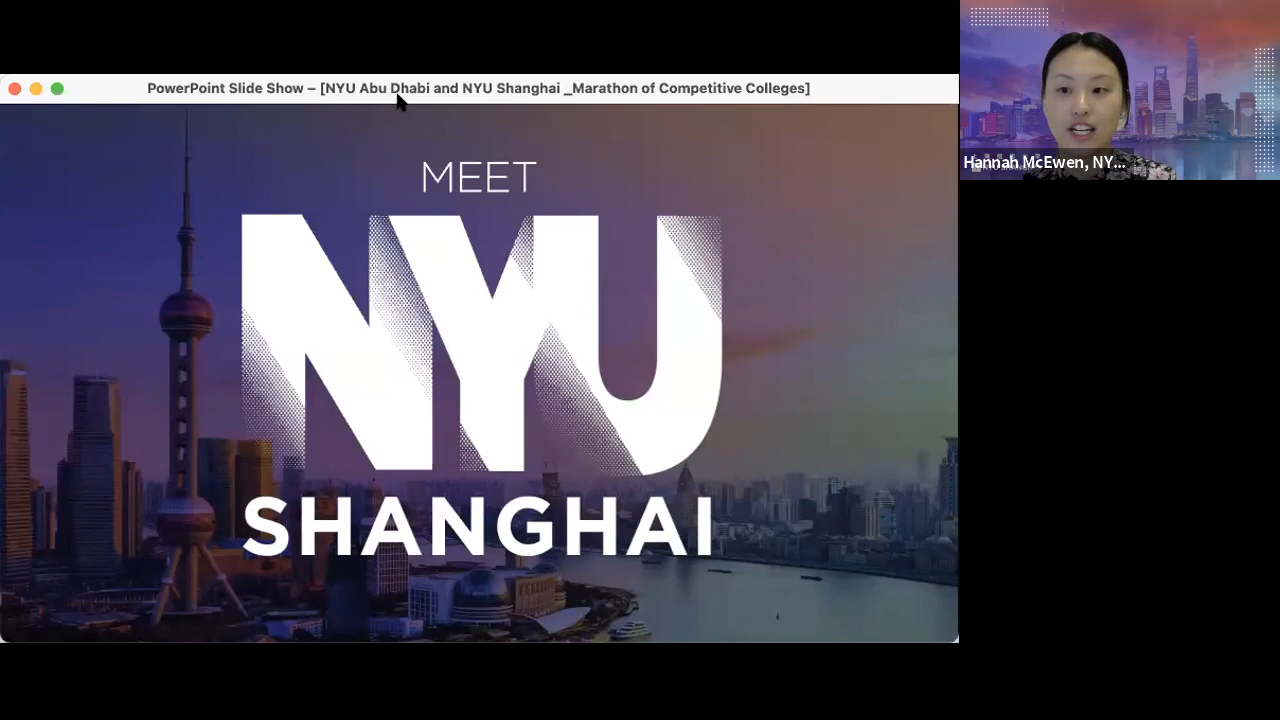 PowerPoint Slide Show – [NYU Abu Dhabi and NYU Shanghai _Marathon of Competitive Colleges]
MEET
NYU
SHANGHAI
Hannah McEwen, NY...